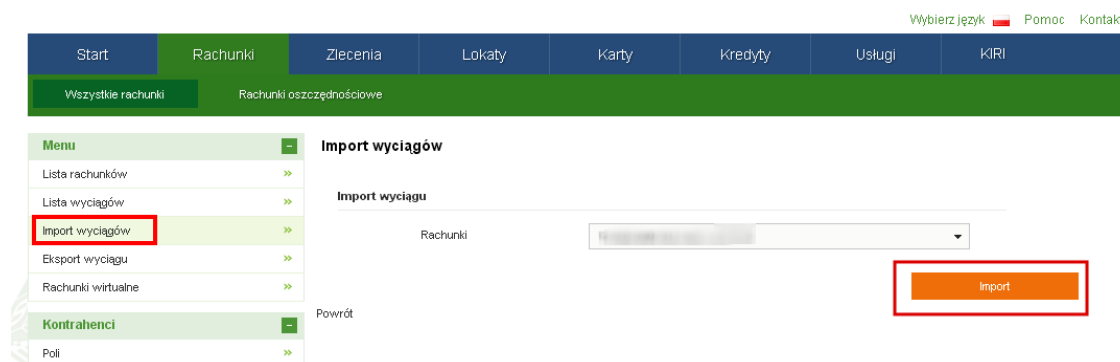 Wybierz język Pomoc Kontak
Start Rachunki Zlecenia Lokaty Karty Kredyty Usługi KIRI
Wszystkie rachunki Rachunki oszczędnościowe
Menu
Lista rachunków
Lista wyciągów
Import wyciągów
Eksport wyciągu
Rachunki wirtualne
Kontrahenci
Poli
Import wyciągów
Import wyciągu
Rachunki
Import
Powrót